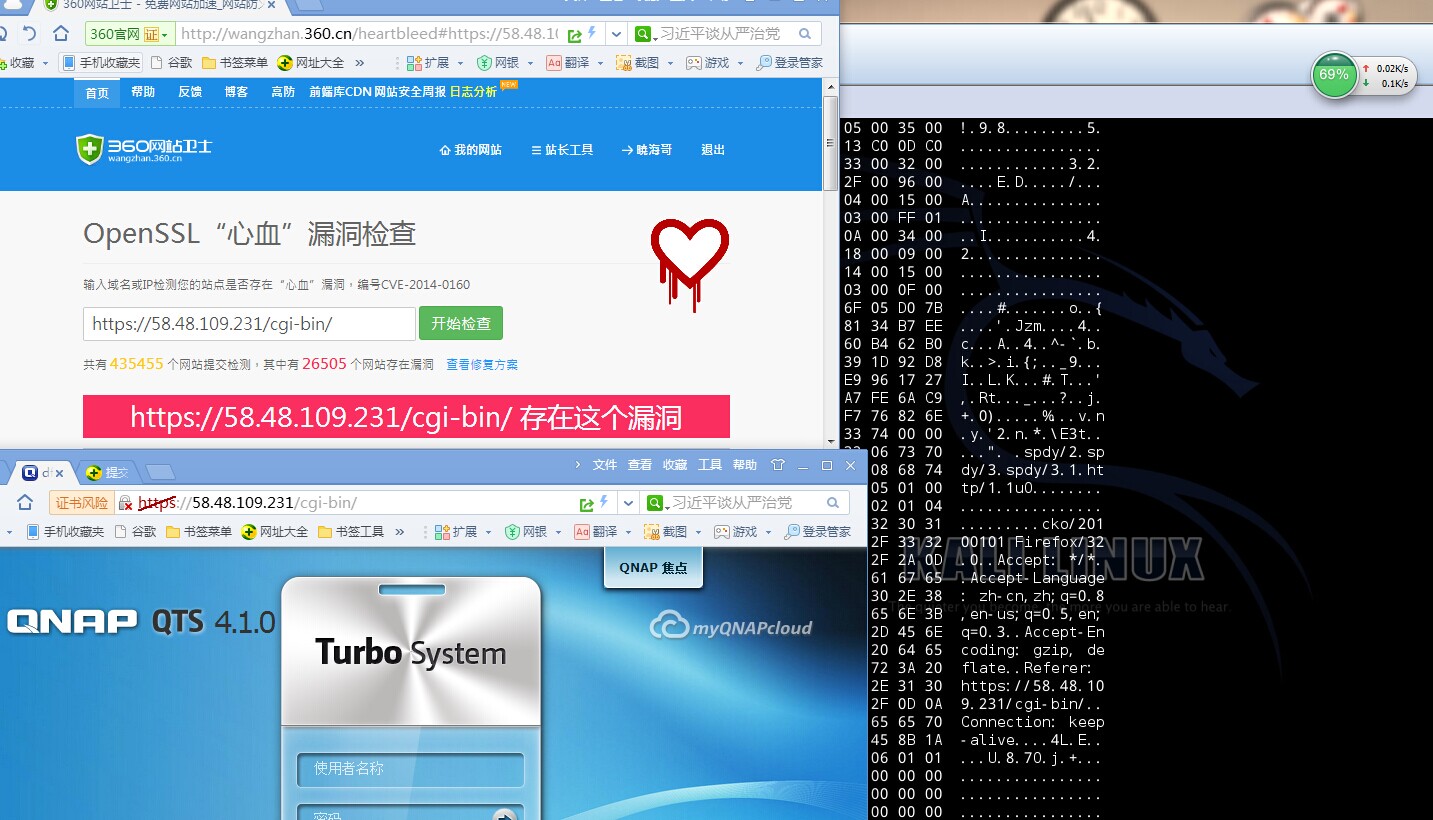 360网站卫士 - 免费网站加速_网站防
360官网 证 http://wangzhan.360.cn/heartbleed#https://58.48.10 习近平谈从严治党
收藏 手机收藏夹 谷歌 书签菜单 网银 网址大全 » 扩展 网银 翻译 截图 游戏 登录管家
首页 帮助 反馈 博客 高防 前端库CDN 网站安全周报 日志分析 NEW
360网站卫士
wangzhan.360.cn
我的网站 站长工具 晓海哥 退出
OpenSSL “心血” 漏洞检查
输入域名或IP检测您的站点是否存在 “心血” 漏洞，编号CVE-2014-0160
https://58.48.109.231/cgi-bin/ 开始检查
共有 435455 个网站提交检测，其中有 26505 个网站存在漏洞 查看修复方案
https://58.48.109.231/cgi-bin/ 存在这个漏洞
提交 文件 查看 收藏 工具 帮助
证书风险 https://58.48.109.231/cgi-bin/ 习近平谈从严治党
手机收藏夹 谷歌 书签菜单 网址大全 书签工具 » 扩展 网银 翻译 截图 游戏 登录管家
QNAP 焦点
QNAP QTS 4.1.0
myQNAPcloud
Turbo System
使用者名称
密码
69% 0.02K/s
0.1K/s
05 00 35 00 !.9.8.........5.
13 C0 0D C0 ................
33 00 32 00 ............3.2.
2F 00 96 00 ....E.D...../...
04 00 15 00 A...............
03 00 FF 01 ................
0A 00 34 00 ..I...........4.
18 00 09 00 2...............
14 00 15 00 ................
03 00 0F 00 ................
6F 05 D0 7B ....#.......o..{
81 34 B7 EE ....'.Jzm....4..
60 B4 62 B0 c...A..4..^-`.b.
39 1D 92 D8 k..>.i.{;.._9...
E9 96 17 27 I..L.K...#.T...'
A7 FE 6A C9 ,.Rt..._...?..j.
F7 76 82 6E +.0).....%..v.n
33 74 00 00 .y.'2.n.*.\E3t..
06 73 70 ..."...spdy/2.sp
08 68 74 dy/3.spdy/3.1.ht
05 01 00 tp/1.1u0........
02 01 04 ................
32 30 31 .........cko/201
2F 33 32 00101 Firefox/32
2F 2A 0D .0..Accept: */*.
61 67 65 .Accept-Language
30 2E 38 : zh-cn,zh;q=0.8
65 6E 3B ,en-us;q=0.5,en;
2D 45 6E q=0.3..Accept-En
20 64 65 coding: gzip, de
72 3A 20 flate..Referer:
2E 31 30 https://58.48.10
2F 0D 0A 9.231/cgi-bin/..
65 65 70 Connection: keep
45 8B 1A -alive....4L.E..
06 01 01 ...U.8.70.j.+...
00 00 00 ................
00 00 00 ................
00 00 00 ................
KALI LINUX
The quieter you become, the more you are able to hear